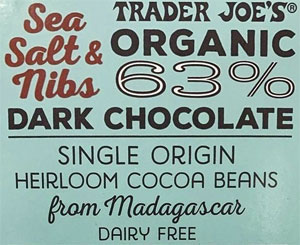 Sea
Salt &
Nibs
TRADER JOE'S®
ORGANIC
63%
DARK CHOCOLATE
SINGLE ORIGIN
HEIRLOOM COCOA BEANS
from Madagascar
DAIRY FREE